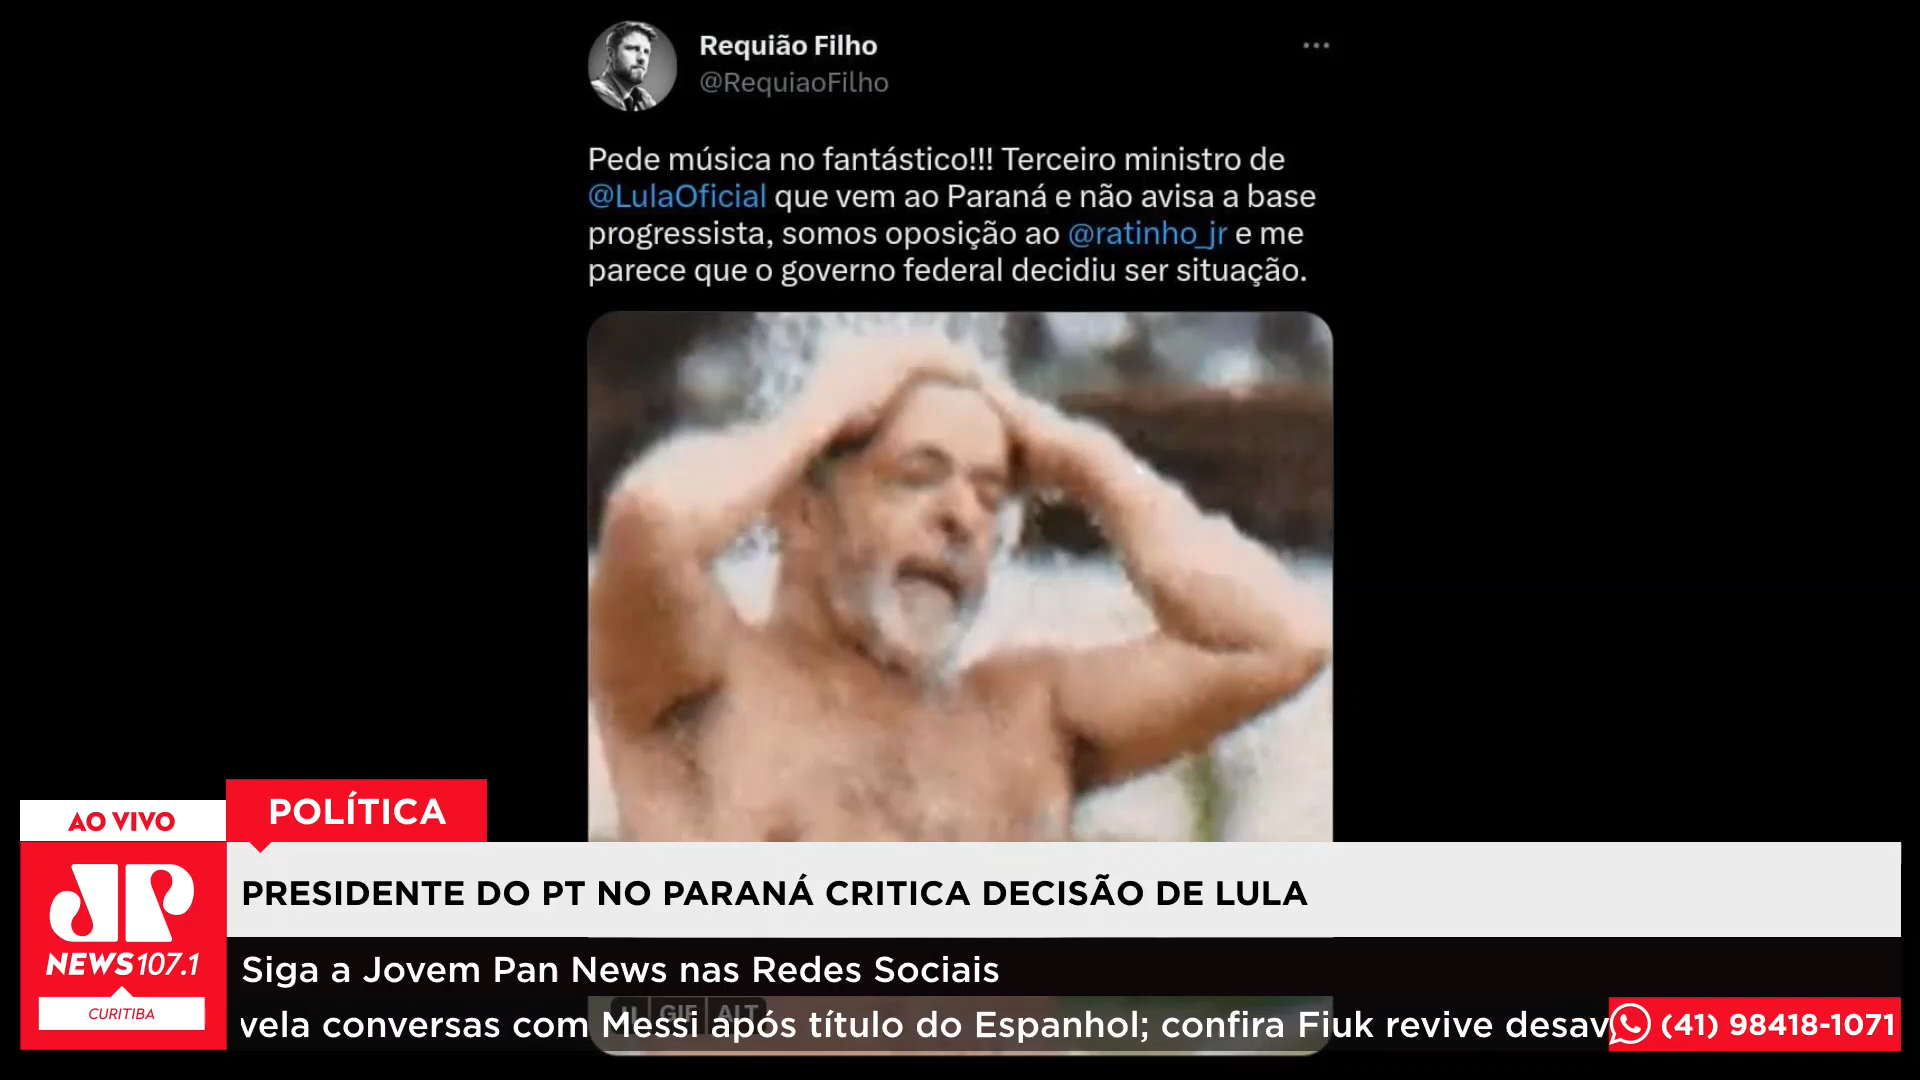 Requião Filho
@RequiaoFilho
Pede música no fantástico!!! Terceiro ministro de
@LulaOficial que vem ao Paraná e não avisa a base
progressista, somos oposição ao @ratinho_jr e me
parece que o governo federal decidiu ser situação.
POLÍTICA
AO VIVO
PRESIDENTE DO PT NO PARANÁ CRITICA DECISÃO DE LULA
JP
NEWS 107.1
CURITIBA
Siga a Jovem Pan News nas Redes Sociais
GIF ALT
vela conversas com Messi após título do Espanhol; confira Fiuk revive desav
(41) 98418-1071